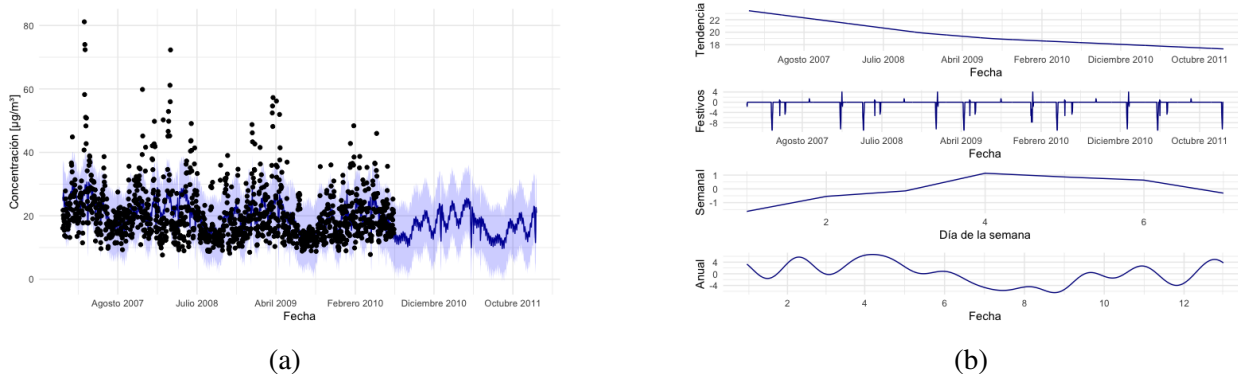 80
60
40
20
0
Concentración [µg/m³]
Agosto 2007 Julio 2008 Abril 2009 Febrero 2010 Diciembre 2010 Octubre 2011
Fecha
(a)
Tendencia
22
20
18
Agosto 2007 Julio 2008 Abril 2009 Febrero 2010 Diciembre 2010 Octubre 2011
Fecha
Festivos
4
0
-4
-8
Agosto 2007 Julio 2008 Abril 2009 Febrero 2010 Diciembre 2010 Octubre 2011
Fecha
Semanal
1
0
-1
2 4 6
Día de la semana
Anual
4
0
-4
2 4 6 8 10 12
Fecha
(b)